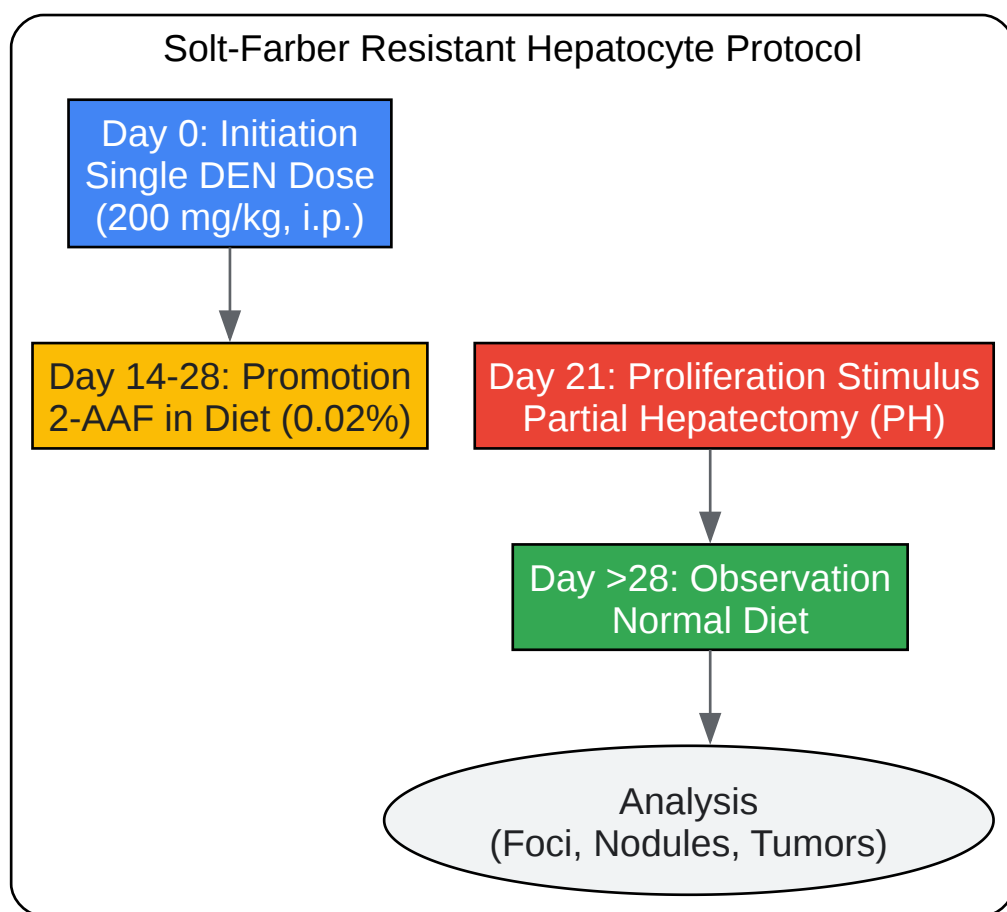 Solt-Farber Resistant Hepatocyte Protocol
Day 0: Initiation
Single DEN Dose
(200 mg/kg, i.p.)
Day 14-28: Promotion
2-AAF in Diet (0.02%)
Day 21: Proliferation Stimulus
Partial Hepatectomy (PH)
Day >28: Observation
Normal Diet
Analysis
(Foci, Nodules, Tumors)